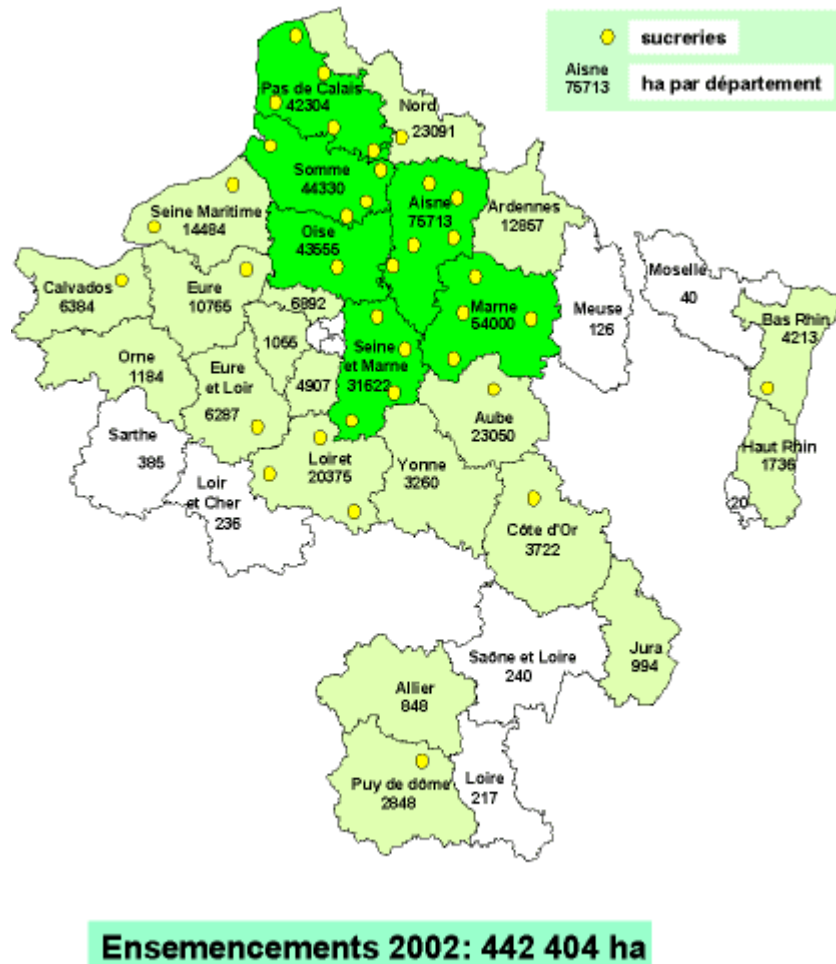 sucreries
Aisne
75713
ha par département
Pas de Calais
42304
Nord
23091
Somme
44330
Aisne
75713
Ardennes
12857
Seine Maritime
14484
Oise
43556
Moselle
40
Calvados
6384
Eure
10765
6892
Marne
54000
Meuse
126
Bas Rhin
4213
Orne
1184
Eure
et Loir
6287
1055
4907
Seine
et Marne
31622
Aube
23050
Sarthe
385
Loir
et Cher
236
Loiret
20375
Yonne
3260
Haut Rhin
1736
20
Côte d'Or
3722
Saône et Loire
240
Jura
994
Allier
848
Puy de dôme
2848
Loire
217
Ensemencements 2002: 442 404 ha